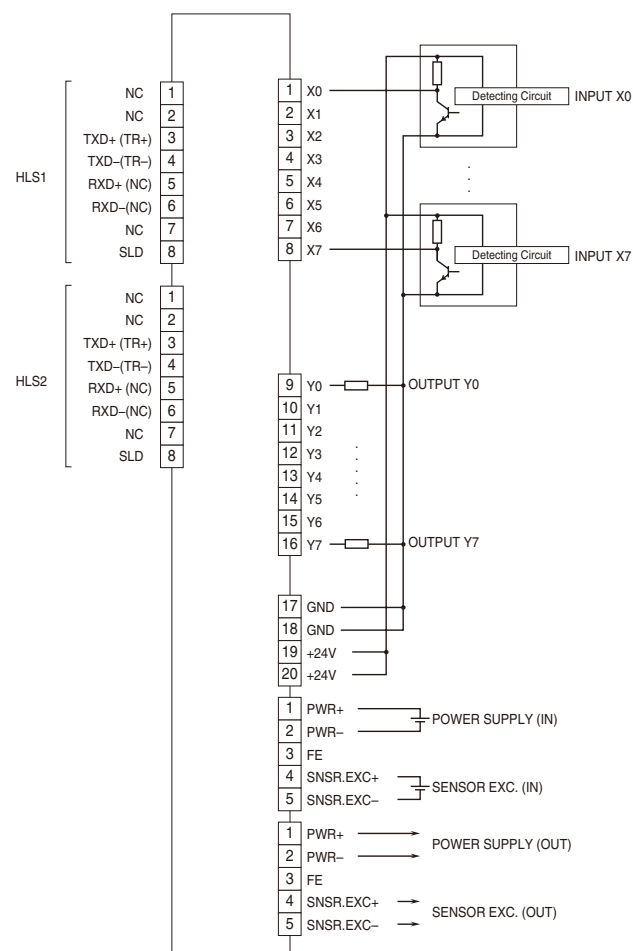 HLS1
NC 1
NC 2
TXD+ (TR+) 3
TXD–(TR–) 4
RXD+ (NC) 5
RXD–(NC) 6
NC 7
SLD 8
HLS2
NC 1
NC 2
TXD+ (TR+) 3
TXD–(TR–) 4
RXD+ (NC) 5
RXD–(NC) 6
NC 7
SLD 8
1 X0
2 X1
3 X2
4 X3
5 X4
6 X5
7 X6
8 X7
Detecting Circuit INPUT X0
Detecting Circuit INPUT X7
9 Y0 OUTPUT Y0
10 Y1
11 Y2
12 Y3
13 Y4
14 Y5
15 Y6
16 Y7 OUTPUT Y7
17 GND
18 GND
19 +24V
20 +24V
1 PWR+
2 PWR–
POWER SUPPLY (IN)
3 FE
4 SNSR.EXC+
5 SNSR.EXC–
SENSOR EXC. (IN)
1 PWR+
2 PWR–
POWER SUPPLY (OUT)
3 FE
4 SNSR.EXC+
5 SNSR.EXC–
SENSOR EXC. (OUT)